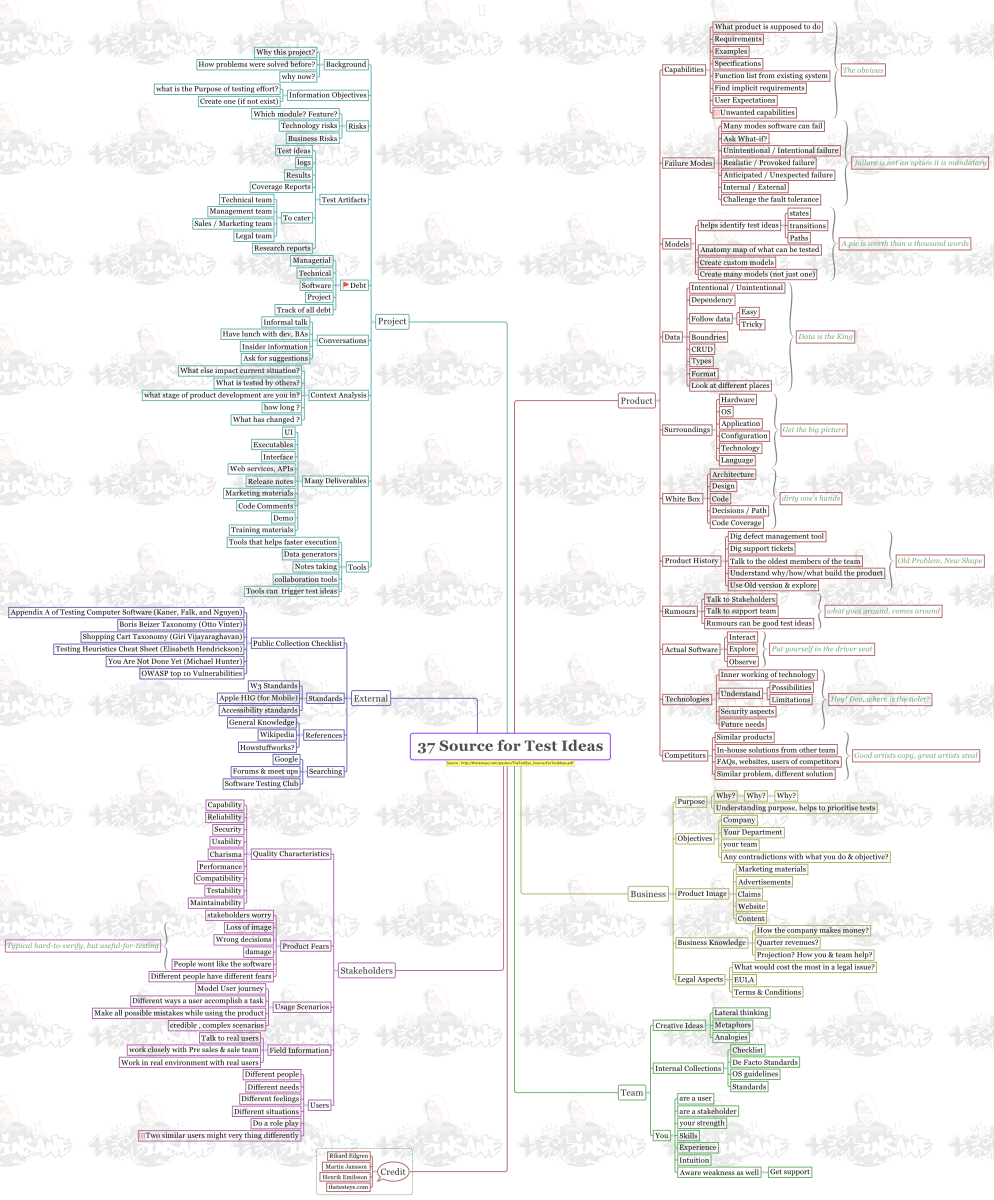 37 Source for Test Ideas
Source : http://thetesteye.com/posters/TheTestEye_SourcesForTestIdeas.pdf
Project
Background
Why this project?
How problems were solved before?
why now?
Information Objectives
what is the Purpose of testing effort?
Create one (if not exist)
Risks
Which module? Feature?
Technology risks
Business Risks
Test Artifacts
Test ideas
logs
Results
Coverage Reports
To cater
Technical team
Management team
Sales / Marketing team
Legal team
Research reports
Debt
Managerial
Technical
Software
Project
Track of all debt
Conversations
Informal talk
Have lunch with dev, BAs
Insider information
Ask for suggestions
Context Analysis
What else impact current situation?
What is tested by others?
what stage of product development are you in?
how long ?
What has changed ?
Many Deliverables
UI
Executables
Interface
Web services, APIs
Release notes
Marketing materials
Code Comments
Demo
Training materials
Tools
Tools that helps faster execution
Data generators
Notes taking
collaboration tools
Tools can trigger test ideas
External
Public Collection Checklist
Appendix A of Testing Computer Software (Kaner, Falk, and Nguyen)
Boris Beizer Taxonomy (Otto Vinter)
Shopping Cart Taxonomy (Giri Vijayaraghavan)
Testing Heuristics Cheat Sheet (Elisabeth Hendrickson)
You Are Not Done Yet (Michael Hunter)
OWASP top 10 Vulnerabilities
Standards
W3 Standards
Apple HIG (for Mobile)
Accessibility standards
References
General Knowledge
Wikipedia
Howstuffworks?
Searching
Google
Forums & meet ups
Software Testing Club
Stakeholders
Quality Characteristics
Capability
Reliability
Security
Usability
Charisma
Performance
Compatibility
Testability
Maintainability
Product Fears
stakeholders worry
Loss of image
Wrong decisions
damage
People wont like the software
Different people have different fears
Typical hard-to-verify, but useful-for-testing
Usage Scenarios
Model User journey
Different ways a user accomplish a task
Make all possible mistakes while using the product
credible , complex scenarios
Field Information
Talk to real users
work closely with Pre sales & sale team
Work in real environment with real users
Users
Different people
Different needs
Different feelings
Different situations
Do a role play
Two similar users might very thing differently
Credit
Rikard Edgren
Martin Jansson
Henrik Emilsson
thetesteye.com
Product
Capabilities
What product is supposed to do
Requirements
Examples
Specifications
Function list from existing system
Find implicit requirements
User Expectations
Unwanted capabilities
The obvious
Failure Modes
Many modes software can fail
Ask What-if?
Unintentional / Intentional failure
Realistic / Provoked failure
Anticipated / Unexpected failure
Internal / External
Challenge the fault tolerance
failure is not an option it is mandatory
Models
helps identify test ideas
states
transitions
Paths
Anatomy map of what can be tested
Create custom models
Create many models (not just one)
A pic is worth than a thousand words
Data
Intentional / Unintentional
Dependency
Follow data
Easy
Tricky
Boundries
CRUD
Types
Format
Look at different places
Data is the King
Surroundings
Hardware
OS
Application
Configuration
Technology
Language
Get the big picture
White Box
Architecture
Design
Code
Decisions / Path
Code Coverage
dirty one's hands
Product History
Dig defect management tool
Dig support tickets
Talk to the oldest members of the team
Understand why/how/what build the product
Use Old version & explore
Old Problem, New Shape
Rumours
Talk to Stakeholders
Talk to support team
Rumours can be good test ideas
what goes around, comes around
Actual Software
Interact
Explore
Observe
Put yourself in the driver seat
Technologies
Inner working of technology
Understand
Possibilities
Limitations
Security aspects
Future needs
Hey! Dev, where is the toilet?
Competitors
Similar products
In-house solutions from other team
FAQs, websites, users of competitors
Similar problem, different solution
Good artists copy, great artists steal
Business
Purpose
Why?
Why?
Why?
Understanding purpose, helps to prioritise tests
Objectives
Company
Your Department
your team
Any contradictions with what you do & objective?
Product Image
Marketing materials
Advertisements
Claims
Website
Content
Business Knowledge
How the company makes money?
Quarter revenues?
Projection? How you & team help?
Legal Aspects
What would cost the most in a legal issue?
EULA
Terms & Conditions
Team
Creative Ideas
Lateral thinking
Metaphors
Analogies
Internal Collections
Checklist
De Facto Standards
OS guidelines
Standards
You
are a user
are a stakeholder
your strength
Skills
Experience
Intuition
Aware weakness as well
Get support